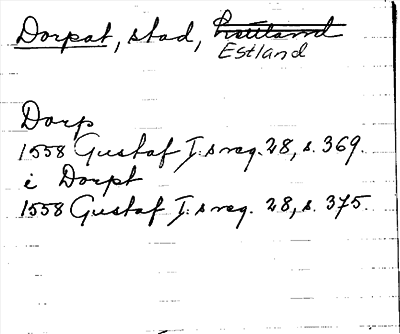 Dorpat, stad,
Estland
Dorp
1558 Gustaf I:s reg. 28, s. 369.
i Dorpt
1558 Gustaf I:s reg. 28, s. 375.